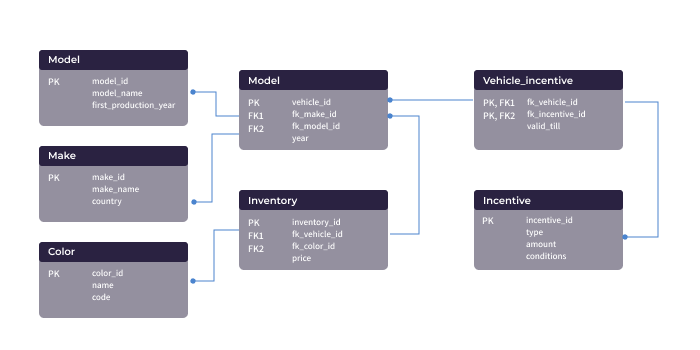 Model
PK model_id
model_name
first_production_year
Make
PK make_id
make_name
country
Color
PK color_id
name
code
Model
PK vehicle_id
FK1 fk_make_id
FK2 fk_model_id
year
Inventory
PK inventory_id
FK1 fk_vehicle_id
FK2 fk_color_id
price
Vehicle_incentive
PK, FK1 fk_vehicle_id
PK, FK2 fk_incentive_id
valid_till
Incentive
PK incentive_id
type
amount
conditions